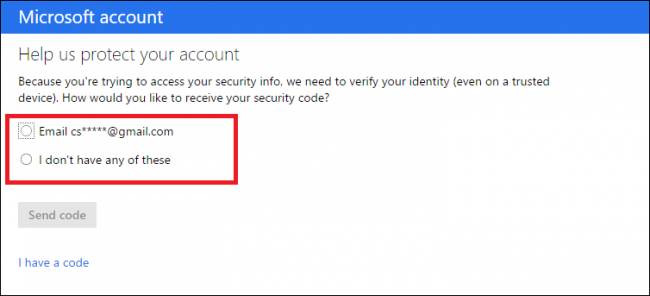 Microsoft account
Help us protect your account
Because you're trying to access your security info, we need to verify your identity (even on a trusted
device). How would you like to receive your security code?
Email cs*****@gmail.com
I don't have any of these
Send code
I have a code